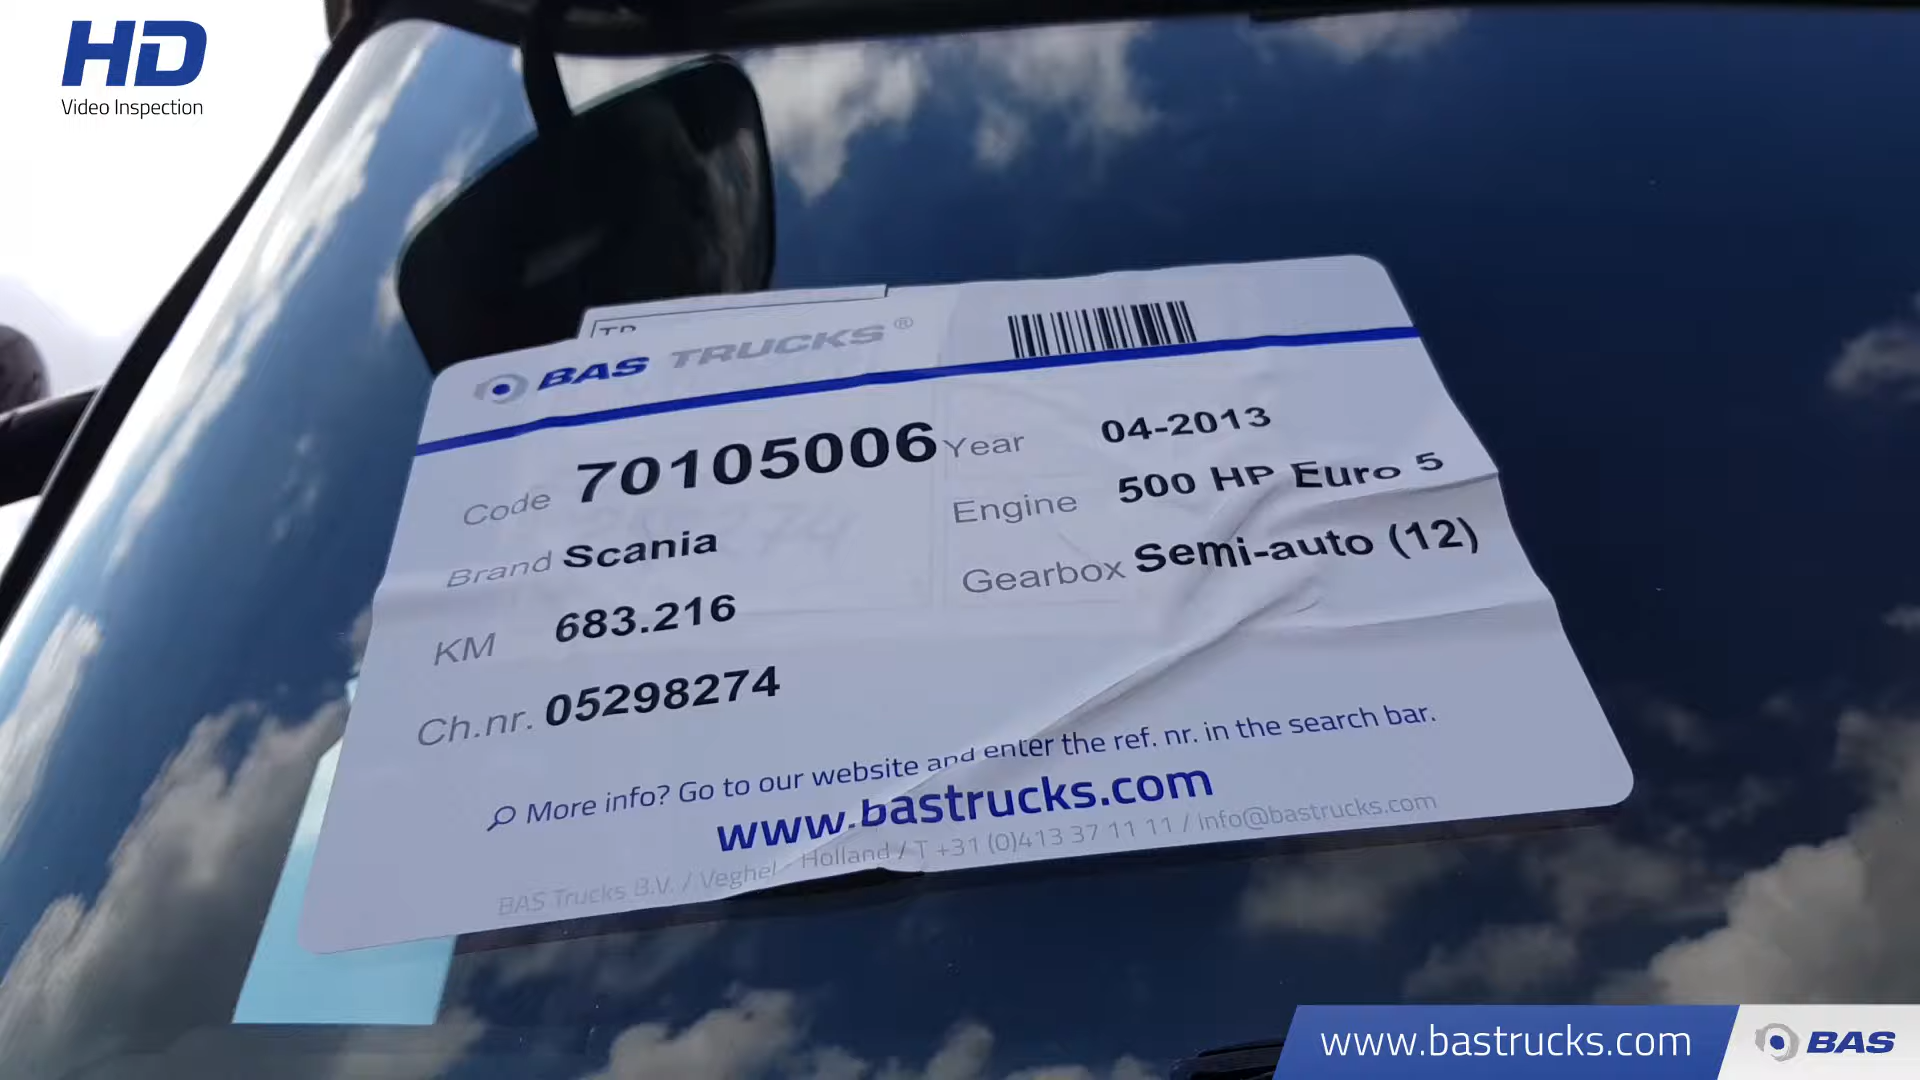 HD
Video Inspection
BAS TRUCKS®
Code 70105006
Brand Scania
KM 683.216
Ch.nr. 05298274
Year 04-2013
Engine 500 HP Euro 5
Gearbox Semi-auto (12)
More info? Go to our website and enter the ref. nr. in the search bar.
www.bastrucks.com
BAS Trucks B.V. / Veghel - Holland / T +31 (0)413 37 11 11 / info@bastrucks.com
www.bastrucks.com
BAS